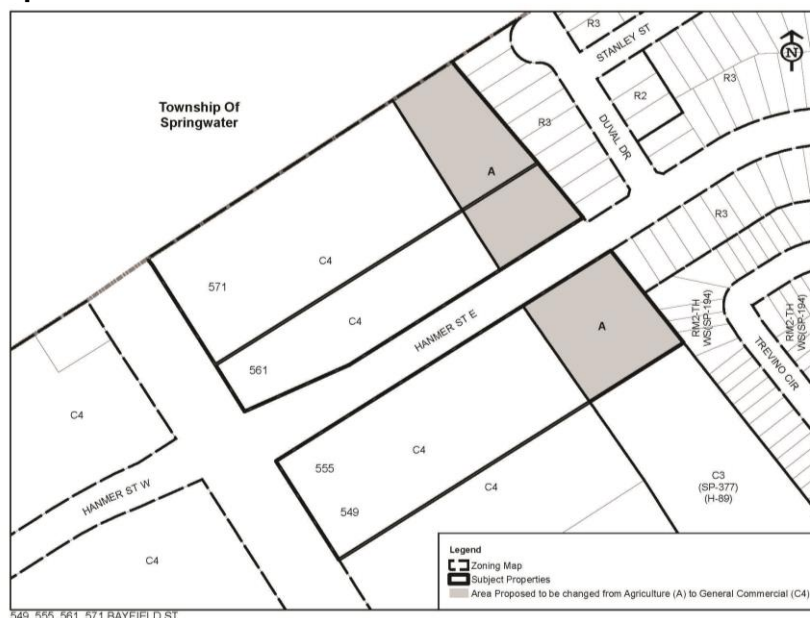 Township Of
Springwater
R3
STANLEY ST
N
R2
R3
R3
DUVAL DR
A
R3
C4
571
C4
561
HANMER ST E
A
RM2-TH
WS(SP-194)
RM2-TH
WS(SP-194)
TREVINO CIR
C4
HANMER ST W
C4
555
C4
549
C4
C3
(SP-377)
(H-89)
Legend
Zoning Map
Subject Properties
Area Proposed to be changed from Agriculture (A) to General Commercial (C4)
549, 555, 561, 571 BAYFIELD ST